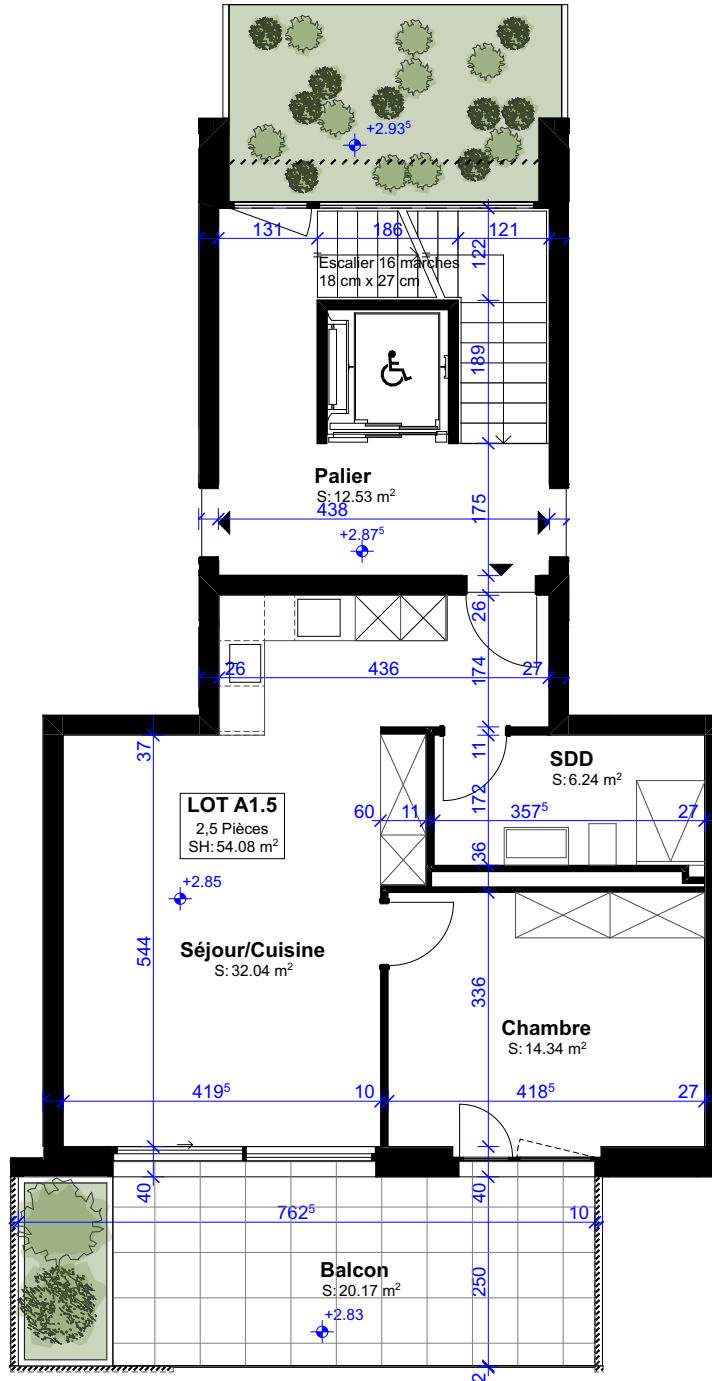 +2.93⁵
131 186 121
122
Escalier 16 marches
18 cm x 27 cm
189
Palier
S: 12.53 m²
438
175
+2.87⁵
26
26 436 27
174
37
11
SDD
S: 6.24 m²
LOT A1.5
2,5 Pièces
SH: 54.08 m²
60 11 357⁵ 27
172
36
+2.85
544
Séjour/Cuisine
S: 32.04 m²
336
Chambre
S: 14.34 m²
419⁵ 10 418⁵ 27
40 40
762⁵ 10
Balcon
S: 20.17 m²
250
+2.83
2